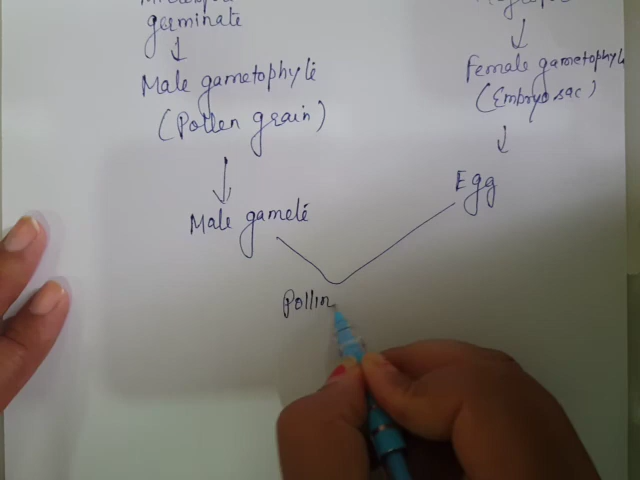 germinate
↓
↓
Male gametophyte
Female gametophyte
(Pollen grain)
(Embryo sac)
↓
↓
Male gamete
Egg
Pollin